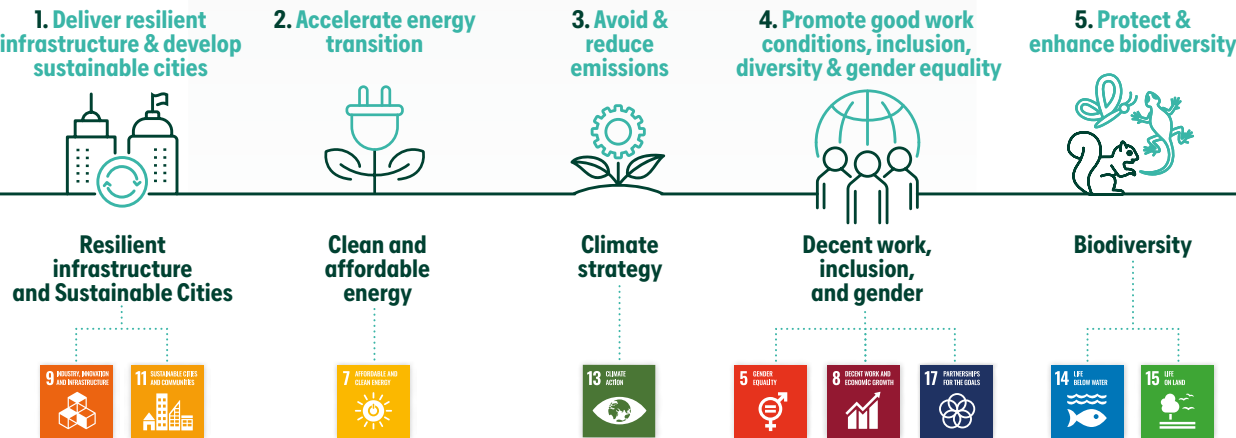 1. Deliver resilient
infrastructure & develop
sustainable cities
2. Accelerate energy
transition
3. Avoid &
reduce
emissions
4. Promote good work
conditions, inclusion,
diversity & gender equality
5. Protect &
enhance biodiversity
Resilient
infrastructure
and Sustainable Cities
Clean and
affordable
energy
Climate
strategy
Decent work,
inclusion,
and gender
Biodiversity
9 INDUSTRY, INNOVATION
AND INFRASTRUCTURE
11 SUSTAINABLE CITIES
AND COMMUNITIES
7 AFFORDABLE AND
CLEAN ENERGY
13 CLIMATE
ACTION
5 GENDER
EQUALITY
8 DECENT WORK AND
ECONOMIC GROWTH
17 PARTNERSHIPS
FOR THE GOALS
14 LIFE
BELOW WATER
15 LIFE
ON LAND